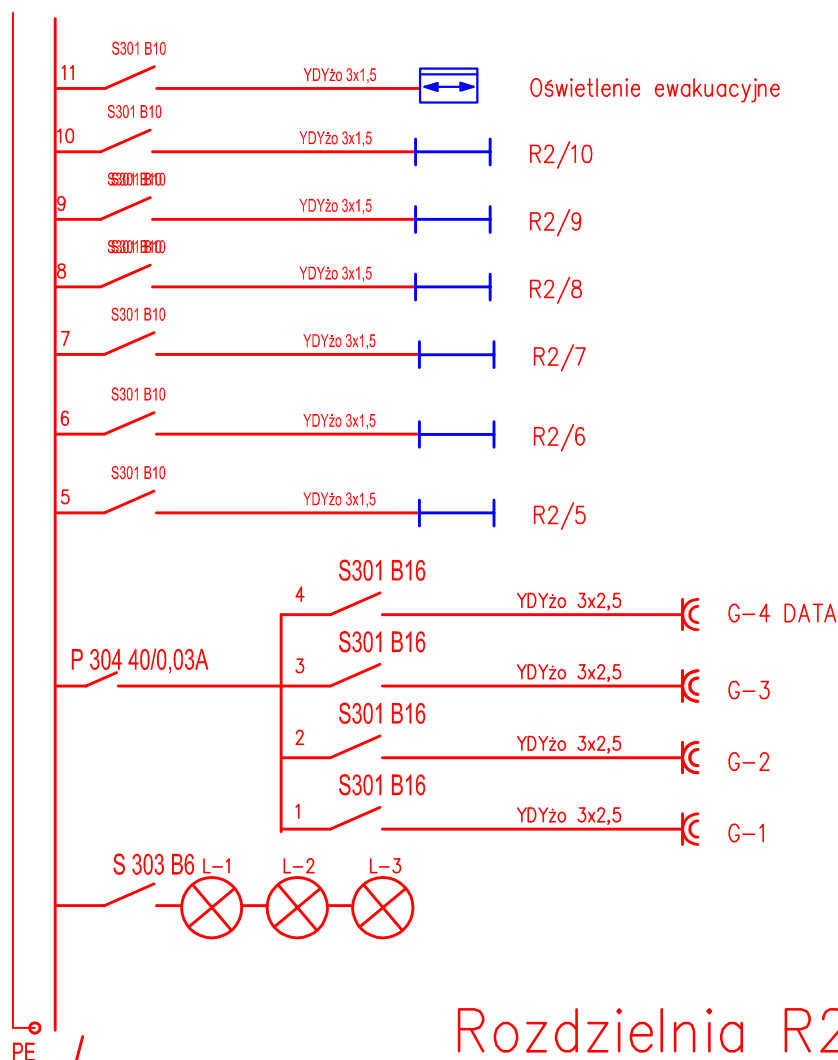 S301 B10
11 YDYżo 3x1,5 Oświetlenie ewakuacyjne
S301 B10
10 YDYżo 3x1,5 R2/10
S301 B10
9 YDYżo 3x1,5 R2/9
S301 B10
8 YDYżo 3x1,5 R2/8
S301 B10
7 YDYżo 3x1,5 R2/7
S301 B10
6 YDYżo 3x1,5 R2/6
S301 B10
5 YDYżo 3x1,5 R2/5
S301 B16
4 YDYżo 3x2,5 G-4 DATA
S301 B16
P 304 40/0,03A 3 YDYżo 3x2,5 G-3
S301 B16
2 YDYżo 3x2,5 G-2
S301 B16
1 YDYżo 3x2,5 G-1
S 303 B6 L-1 L-2 L-3
Rozdzielnia R2
PE